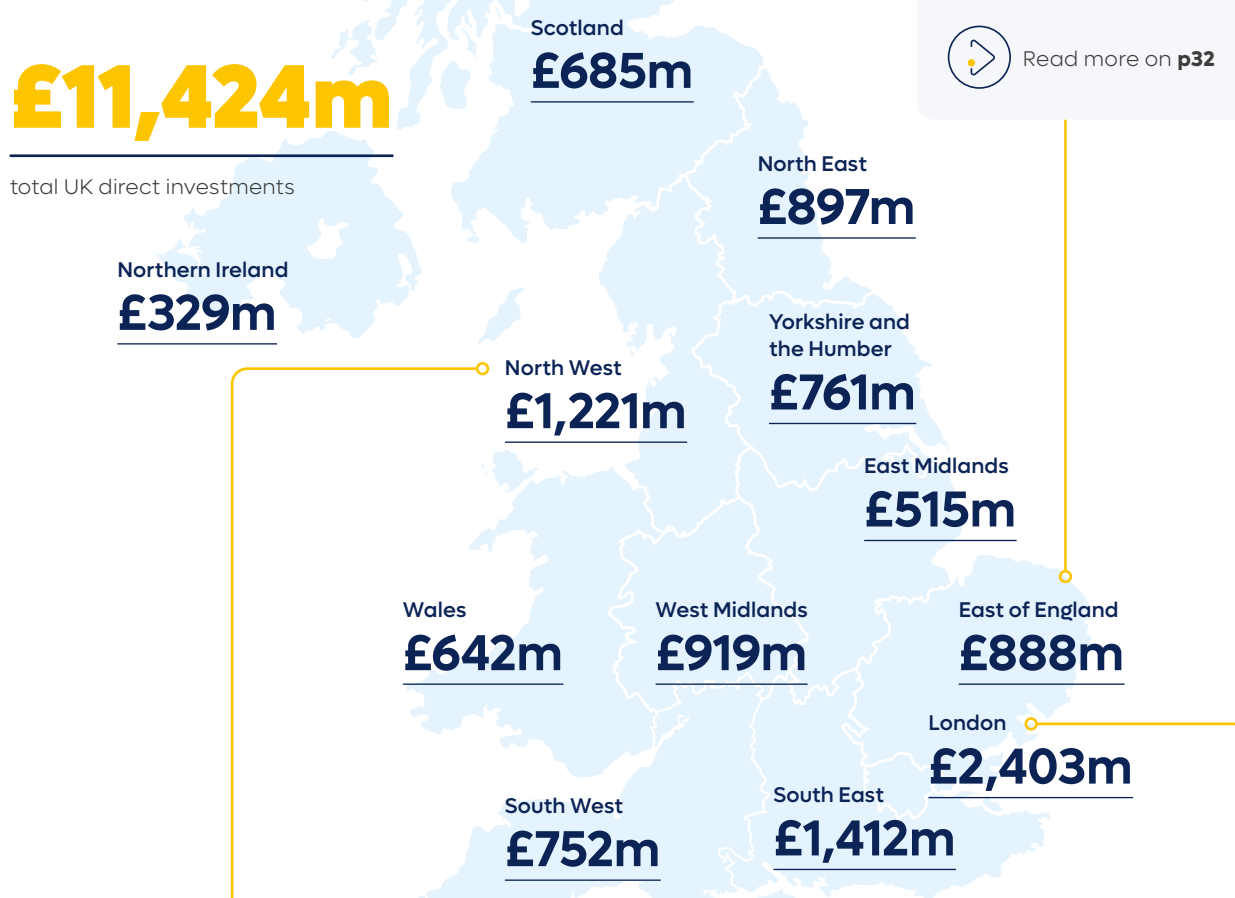 £11,424m
total UK direct investments
Scotland
£685m
Read more on p32
North East
£897m
Northern Ireland
£329m
Yorkshire and
the Humber
£761m
North West
£1,221m
East Midlands
£515m
Wales
£642m
West Midlands
£919m
East of England
£888m
London
£2,403m
South West
£752m
South East
£1,412m